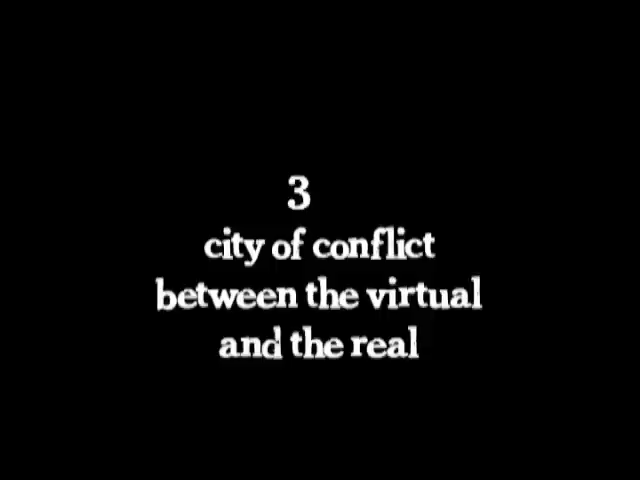 3
city of conflict
between the virtual
and the real